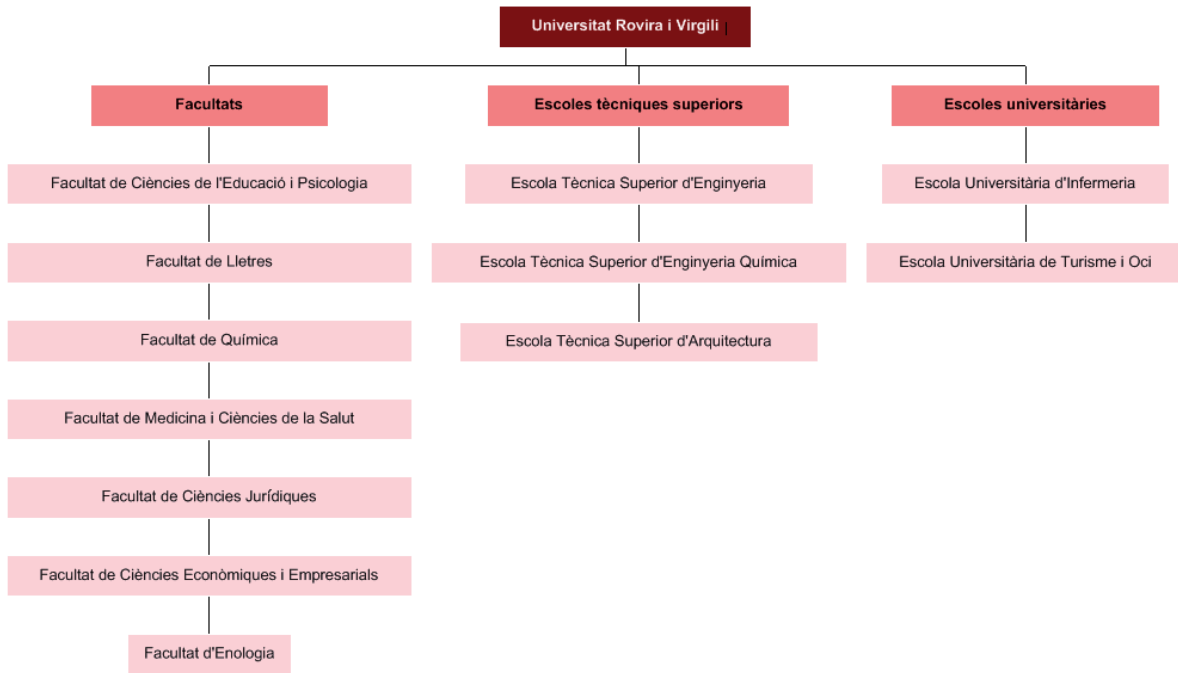 Universitat Rovira i Virgili
Facultats
Escoles tècniques superiors
Escoles universitàries
Facultat de Ciències de l'Educació i Psicologia
Escola Tècnica Superior d'Enginyeria
Escola Universitària d'Infermeria
Facultat de Lletres
Escola Tècnica Superior d'Enginyeria Química
Escola Universitària de Turisme i Oci
Facultat de Química
Escola Tècnica Superior d'Arquitectura
Facultat de Medicina i Ciències de la Salut
Facultat de Ciències Jurídiques
Facultat de Ciències Econòmiques i Empresarials
Facultat d'Enologia